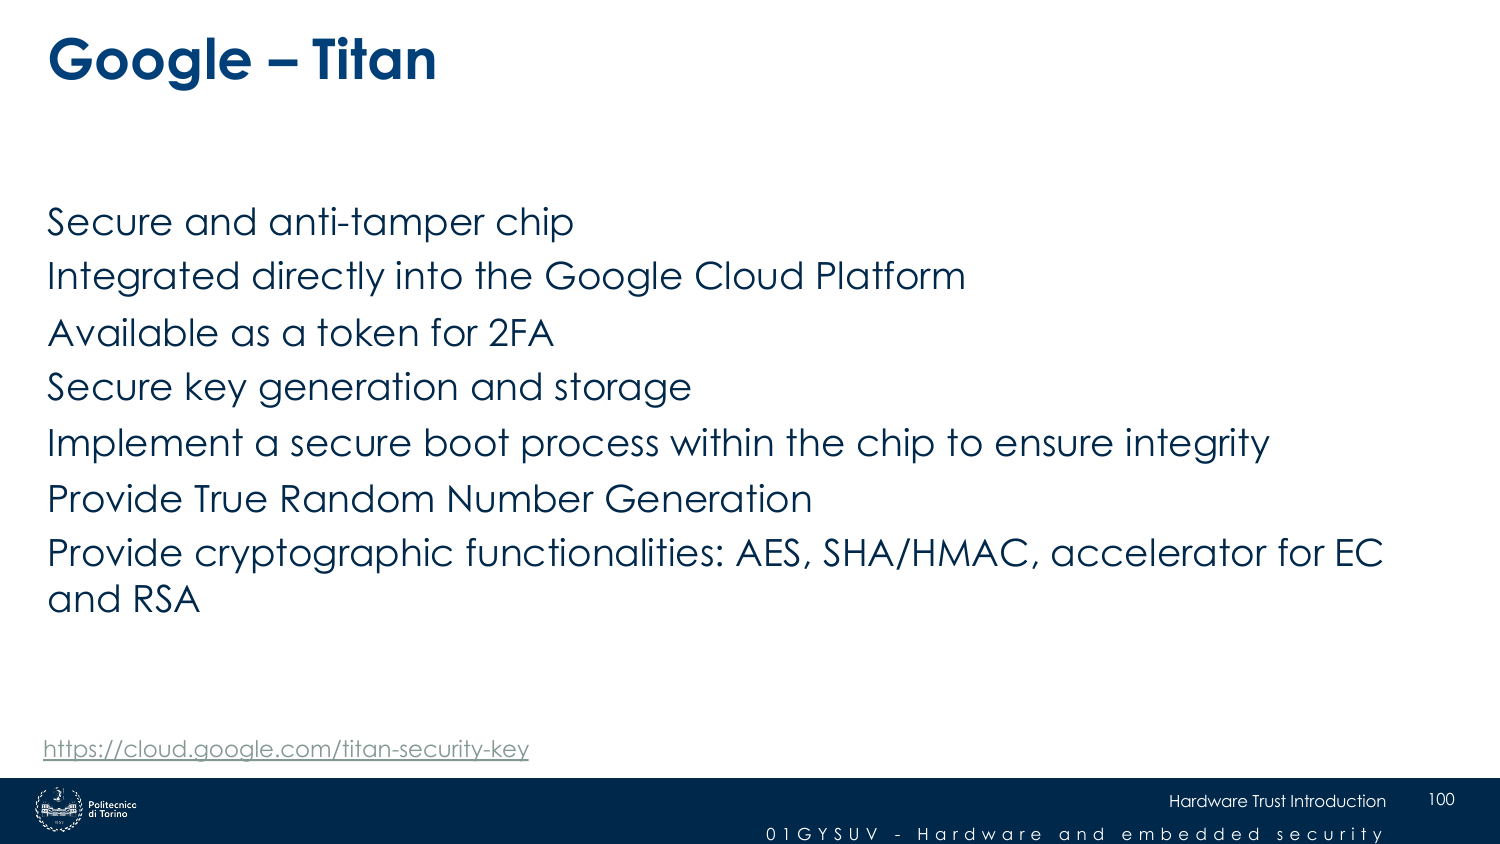 Google – Titan
Secure and anti-tamper chip
Integrated directly into the Google Cloud Platform
Available as a token for 2FA
Secure key generation and storage
Implement a secure boot process within the chip to ensure integrity
Provide True Random Number Generation
Provide cryptographic functionalities: AES, SHA/HMAC, accelerator for EC
and RSA
https://cloud.google.com/titan-security-key
Politecnico
di Torino
Hardware Trust Introduction
100
01GYSUV - Hardware and embedded security